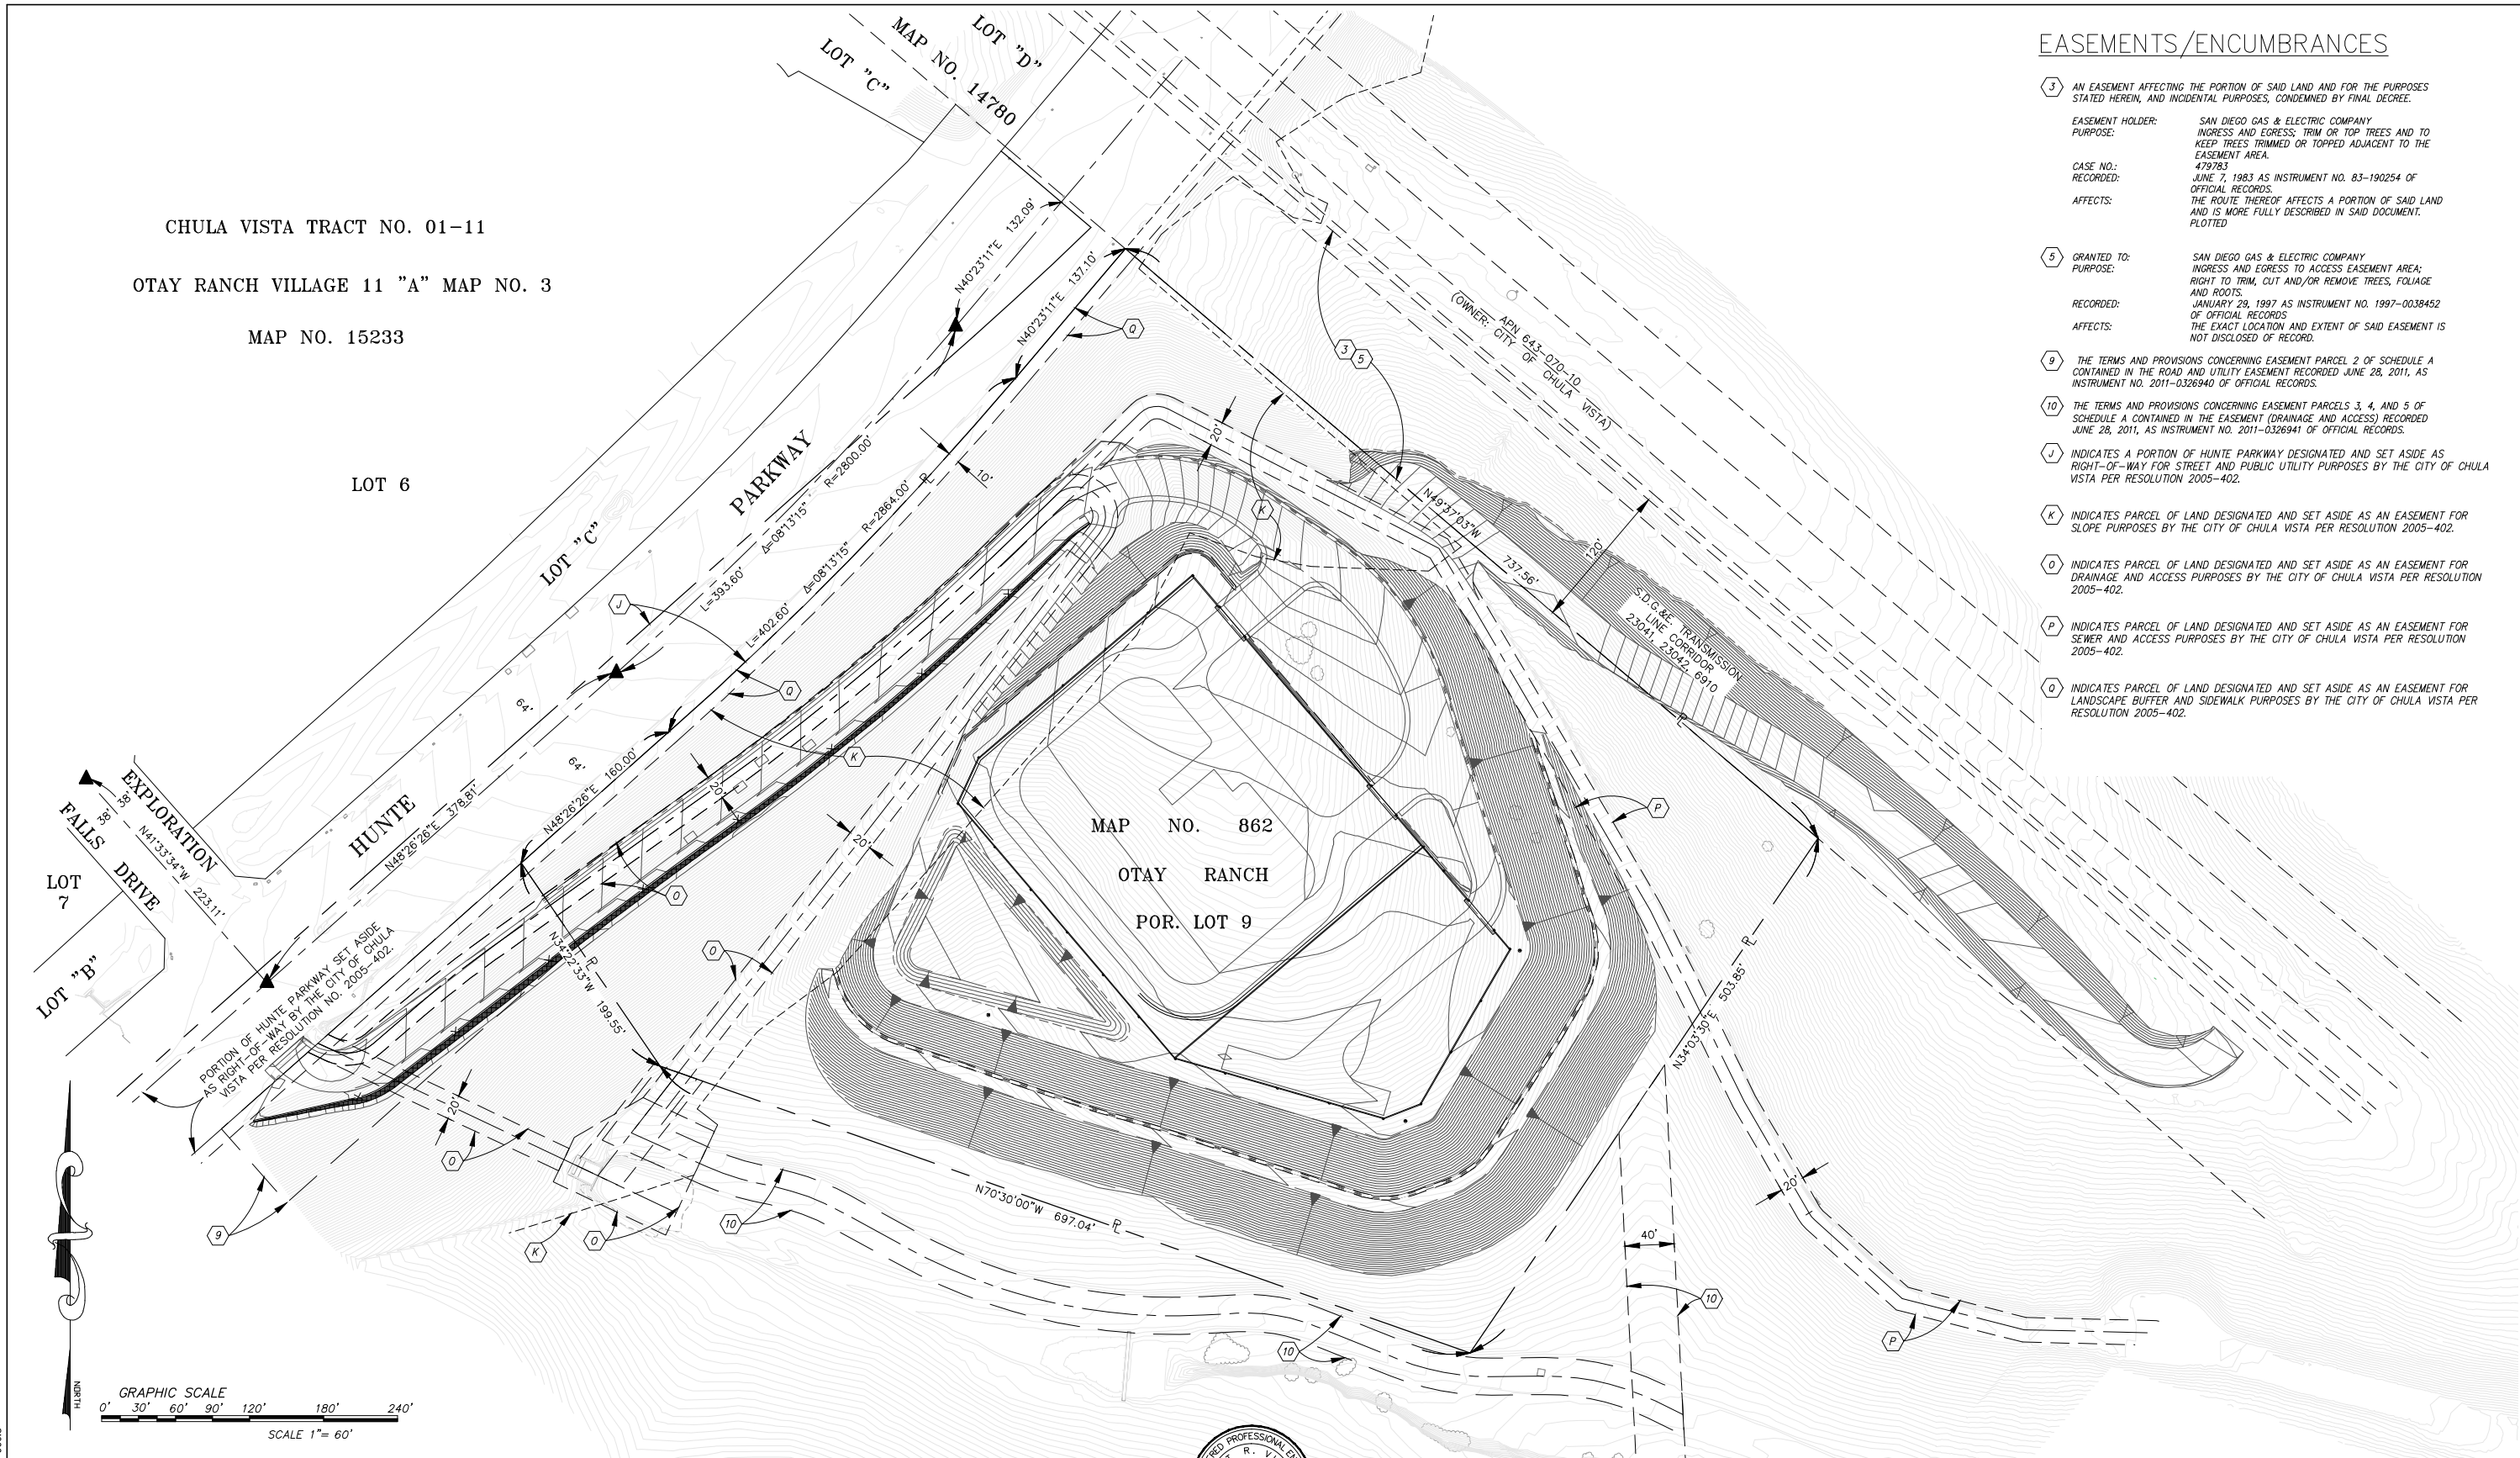 LOT "D"
MAP NO. 14780
LOT "C"
CHULA VISTA TRACT NO. 01-11
OTAY RANCH VILLAGE 11 "A" MAP NO. 3
MAP NO. 15233
LOT 6
LOT "C"
PARKWAY
HUNTE
EXPLORATION
FALLS DRIVE
LOT
7
LOT "B"
N40°23'11"E 132.09'
N40°23'11"E 137.10'
R=2800.00'
Δ=08°13'15"
L=393.60'
R=2864.00'
Δ=08°13'15"
L=402.60'
10'
20'
J
Q
Q
K
K
3
5
64'
64'
38'
38'
N48°26'26"E 160.00'
N48°26'26"E 378.81'
N41°33'34"W 223.11'
20'
20'
O
O
N34°22'33"W 199.55'
PORTION OF HUNTE PARKWAY SET ASIDE
AS RIGHT-OF-WAY BY THE CITY OF CHULA
VISTA PER RESOLUTION NO. 2005-402.
20'
O
9
K
O
10
10
10
N70°30'00"W 697.04'
MAP NO. 862
OTAY RANCH
POR. LOT 9
APN 643-070-10
(OWNER: CITY OF CHULA VISTA)
N49°37'03"W
737.56'
120'
S.D.G.&E. TRANSMISSION
LINE CORRIDOR
23041, 23042, 6910
P
N34°03'30"E 503.85'
40'
20'
P
NORTH
GRAPHIC SCALE
0' 30' 60' 90' 120' 180' 240'
SCALE 1"= 60'
EASEMENTS/ENCUMBRANCES
3 AN EASEMENT AFFECTING THE PORTION OF SAID LAND AND FOR THE PURPOSES
STATED HEREIN, AND INCIDENTAL PURPOSES, CONDEMNED BY FINAL DECREE.
EASEMENT HOLDER: SAN DIEGO GAS & ELECTRIC COMPANY
PURPOSE: INGRESS AND EGRESS; TRIM OR TOP TREES AND TO
KEEP TREES TRIMMED OR TOPPED ADJACENT TO THE
EASEMENT AREA.
CASE NO.: 479783
RECORDED: JUNE 7, 1983 AS INSTRUMENT NO. 83-190254 OF
OFFICIAL RECORDS.
AFFECTS: THE ROUTE THEREOF AFFECTS A PORTION OF SAID LAND
AND IS MORE FULLY DESCRIBED IN SAID DOCUMENT.
PLOTTED
5 GRANTED TO: SAN DIEGO GAS & ELECTRIC COMPANY
PURPOSE: INGRESS AND EGRESS TO ACCESS EASEMENT AREA;
RIGHT TO TRIM, CUT AND/OR REMOVE TREES, FOLIAGE
AND ROOTS.
RECORDED: JANUARY 29, 1997 AS INSTRUMENT NO. 1997-0038452
OF OFFICIAL RECORDS
AFFECTS: THE EXACT LOCATION AND EXTENT OF SAID EASEMENT IS
NOT DISCLOSED OF RECORD.
9 THE TERMS AND PROVISIONS CONCERNING EASEMENT PARCEL 2 OF SCHEDULE A
CONTAINED IN THE ROAD AND UTILITY EASEMENT RECORDED JUNE 28, 2011, AS
INSTRUMENT NO. 2011-0326940 OF OFFICIAL RECORDS.
10 THE TERMS AND PROVISIONS CONCERNING EASEMENT PARCELS 3, 4, AND 5 OF
SCHEDULE A CONTAINED IN THE EASEMENT (DRAINAGE AND ACCESS) RECORDED
JUNE 28, 2011, AS INSTRUMENT NO. 2011-0326941 OF OFFICIAL RECORDS.
J INDICATES A PORTION OF HUNTE PARKWAY DESIGNATED AND SET ASIDE AS
RIGHT-OF-WAY FOR STREET AND PUBLIC UTILITY PURPOSES BY THE CITY OF CHULA
VISTA PER RESOLUTION 2005-402.
K INDICATES PARCEL OF LAND DESIGNATED AND SET ASIDE AS AN EASEMENT FOR
SLOPE PURPOSES BY THE CITY OF CHULA VISTA PER RESOLUTION 2005-402.
O INDICATES PARCEL OF LAND DESIGNATED AND SET ASIDE AS AN EASEMENT FOR
DRAINAGE AND ACCESS PURPOSES BY THE CITY OF CHULA VISTA PER RESOLUTION
2005-402.
P INDICATES PARCEL OF LAND DESIGNATED AND SET ASIDE AS AN EASEMENT FOR
SEWER AND ACCESS PURPOSES BY THE CITY OF CHULA VISTA PER RESOLUTION
2005-402.
Q INDICATES PARCEL OF LAND DESIGNATED AND SET ASIDE AS AN EASEMENT FOR
LANDSCAPE BUFFER AND SIDEWALK PURPOSES BY THE CITY OF CHULA VISTA PER
RESOLUTION 2005-402.
PROFESSIONAL